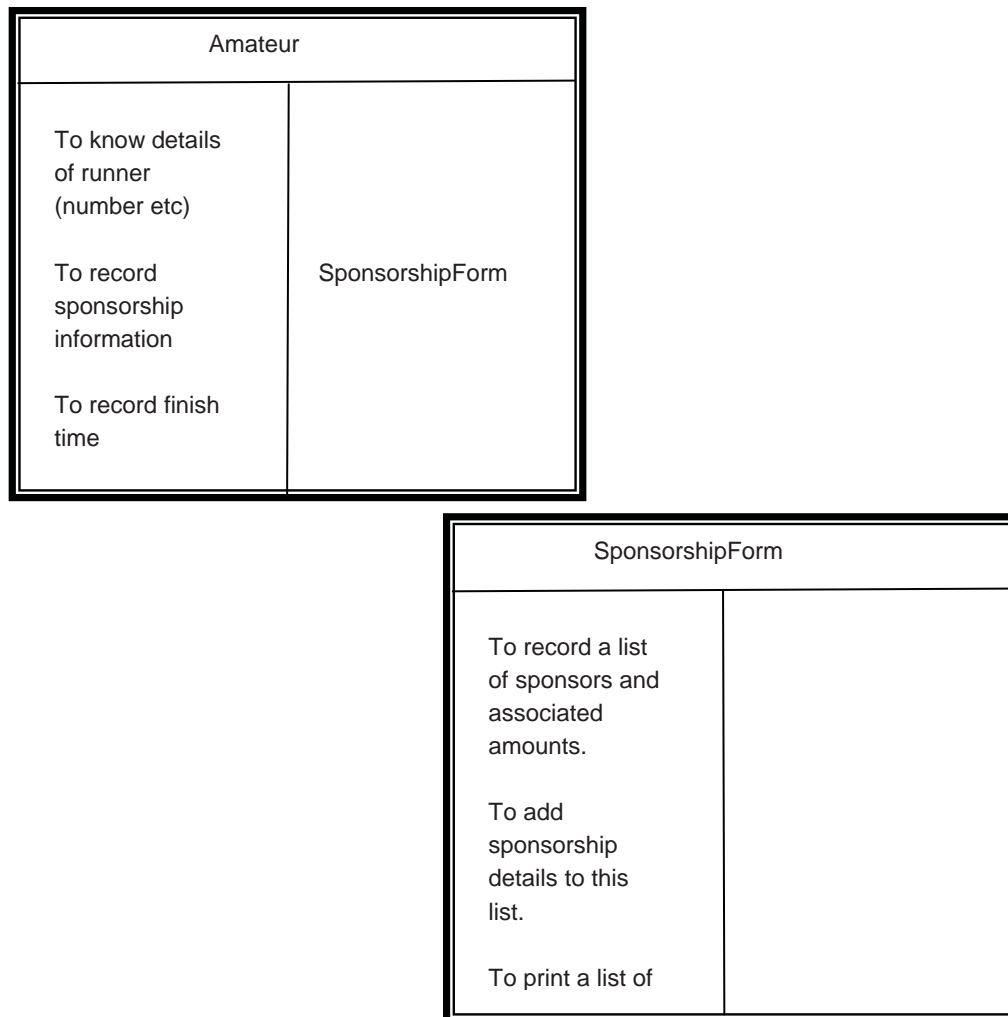 Amateur
To know details
of runner
(number etc)
To record
sponsorship
information
To record finish
time
SponsorshipForm
SponsorshipForm
To record a list
of sponsors and
associated
amounts.
To add
sponsorship
details to this
list.
To print a list of